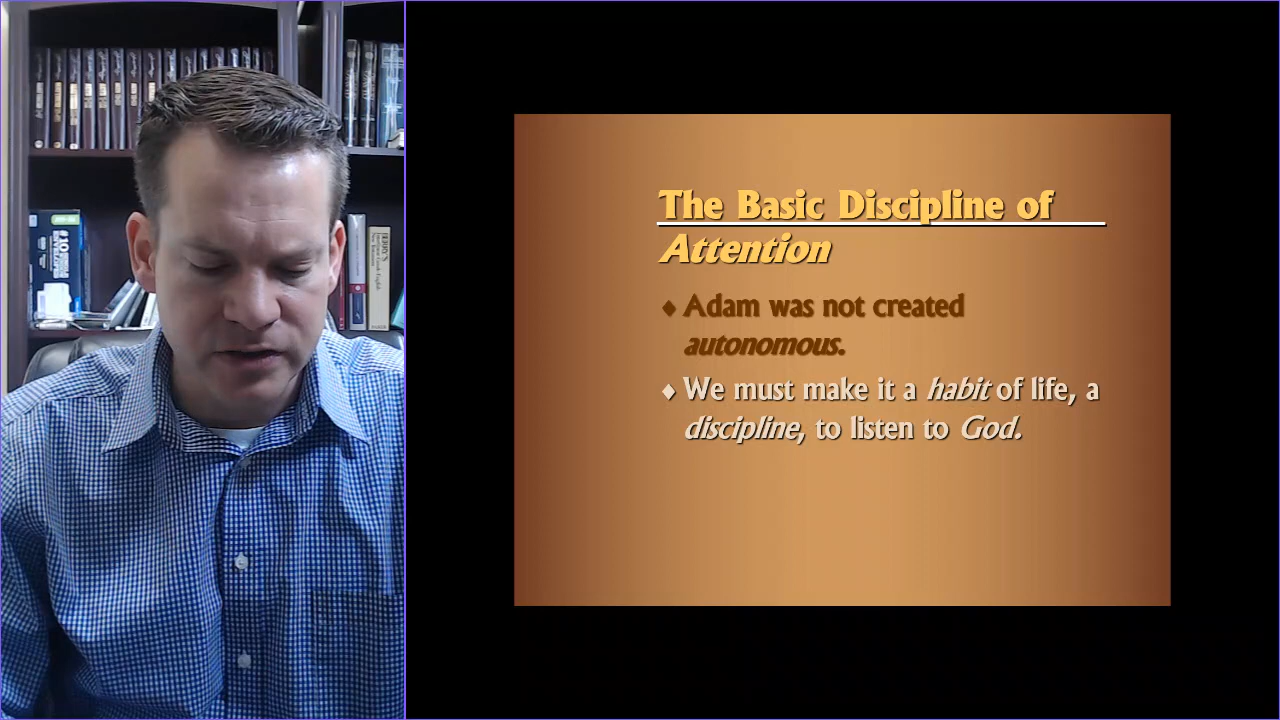 The Basic Discipline of
Attention
Adam was not created
autonomous.
We must make it a habit of life, a
discipline, to listen to God.
#10